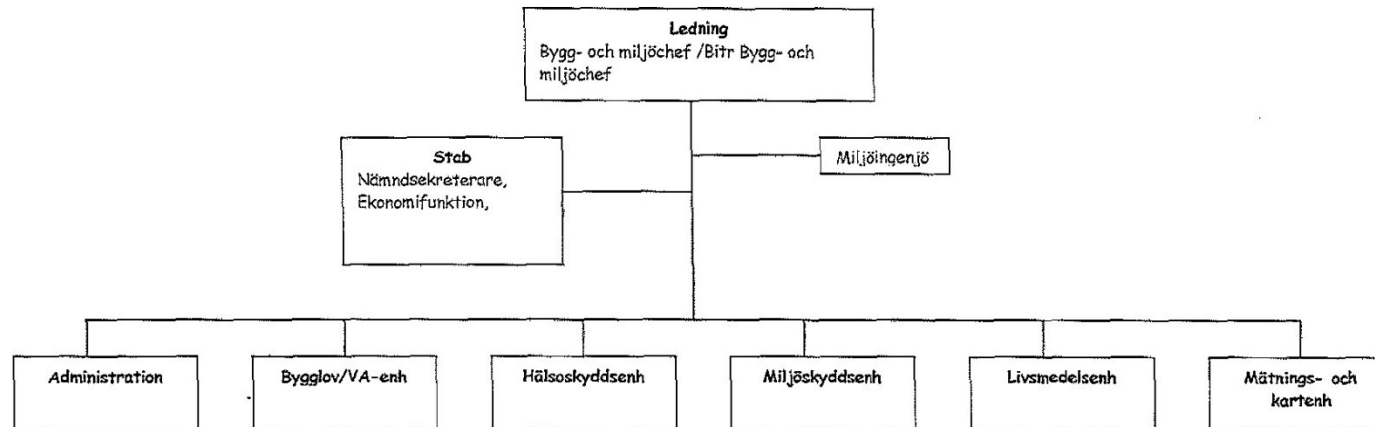 Ledning
Bygg- och miljöchef /Bitr Bygg- och
miljöchef
Stab
Nämndsekreterare,
Ekonomifunktion,
Miljöingenjö
Administration
Bygglov/VA-enh
Hälsoskyddsenh
Miljöskyddsenh
Livsmedelsenh
Mätnings- och
kartenh